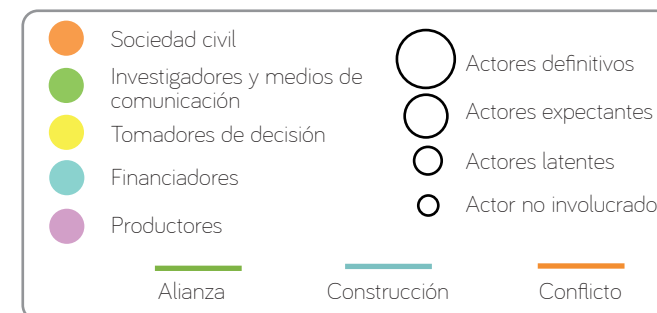 Sociedad civil
Investigadores y medios de
comunicación
Tomadores de decisión
Financiadores
Productores
Actores definitivos
Actores expectantes
Actores latentes
Actor no involucrado
Alianza
Construcción
Conflicto